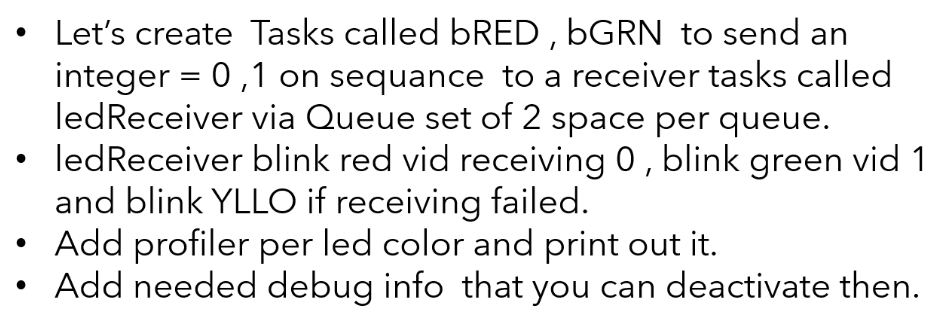 • Let's create Tasks called bRED , bGRN to send an
integer = 0 ,1 on sequance to a receiver tasks called
ledReceiver via Queue set of 2 space per queue.
• ledReceiver blink red vid receiving 0 , blink green vid 1
and blink YLLO if receiving failed.
• Add profiler per led color and print out it.
• Add needed debug info that you can deactivate then.